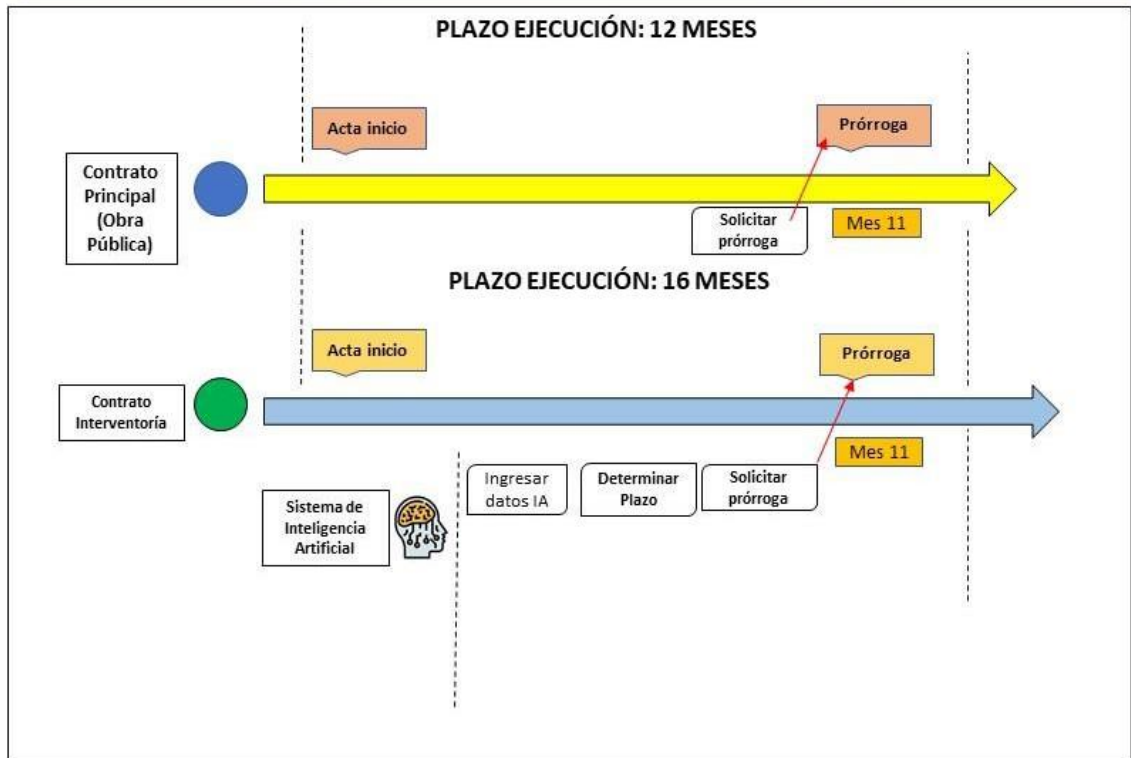 PLAZO EJECUCIÓN: 12 MESES
Acta inicio
Prórroga
Contrato
Principal
(Obra
Pública)
Solicitar
prórroga
Mes 11
PLAZO EJECUCIÓN: 16 MESES
Acta inicio
Prórroga
Contrato
Interventoría
Mes 11
Ingresar
datos IA
Determinar
Plazo
Solicitar
prórroga
Sistema de
Inteligencia
Artificial